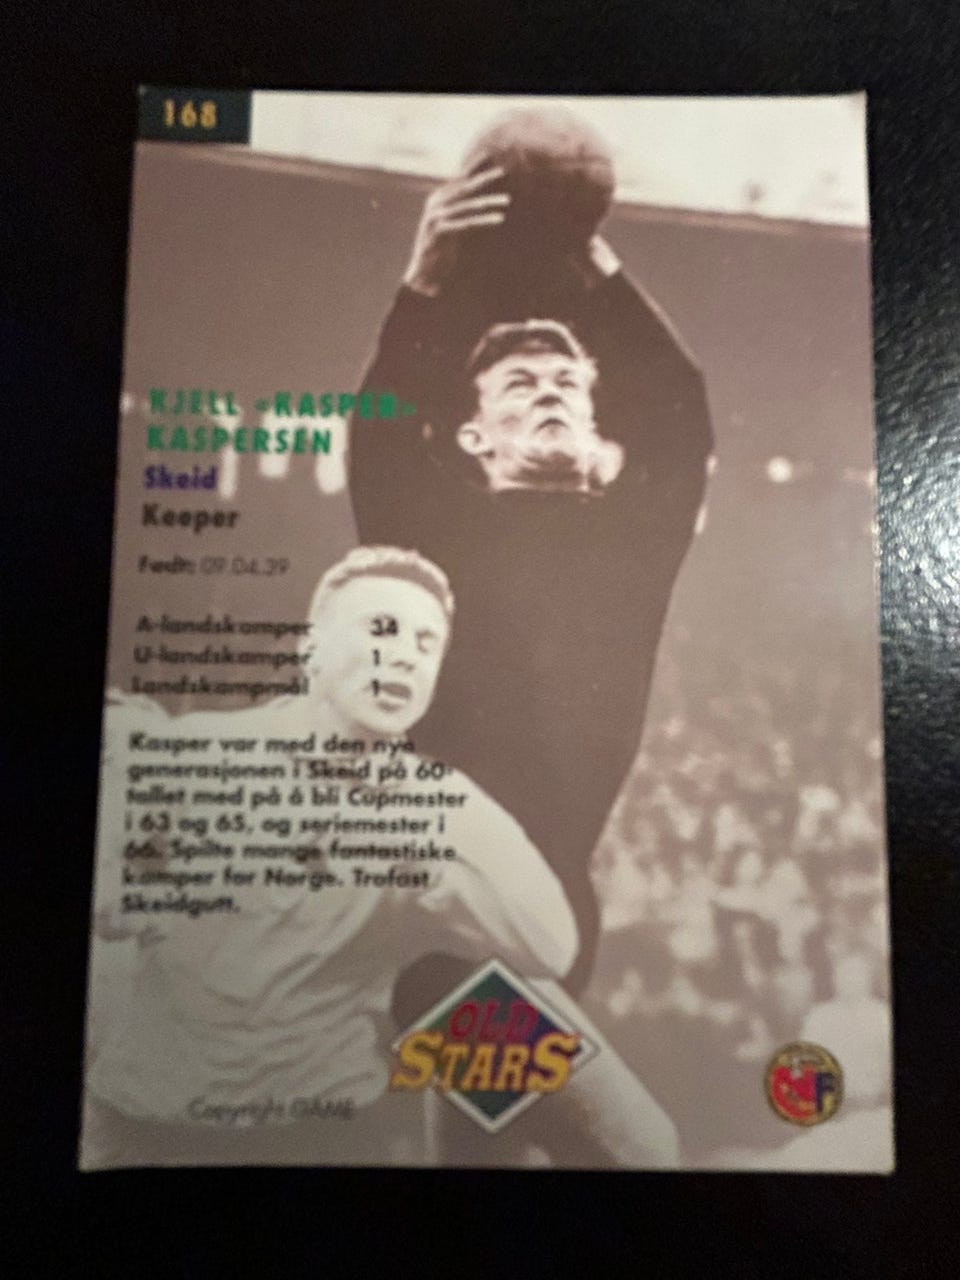 168
KJELL «KASPER»
KASPERSEN
Skeid
Keeper
Født: 09.04.39
A-landskamper 34
U-landskamper 1
Landskampmål 1
Kasper var med den nye
generasjonen i Skeid på 60-
tallet med på å bli Cupmester
i 63 og 65, og seriemester i
66. Spilte mange fantastiske
kamper for Norge. Trofast
Skeidgutt.
OLD
STARS
Copyright GAME